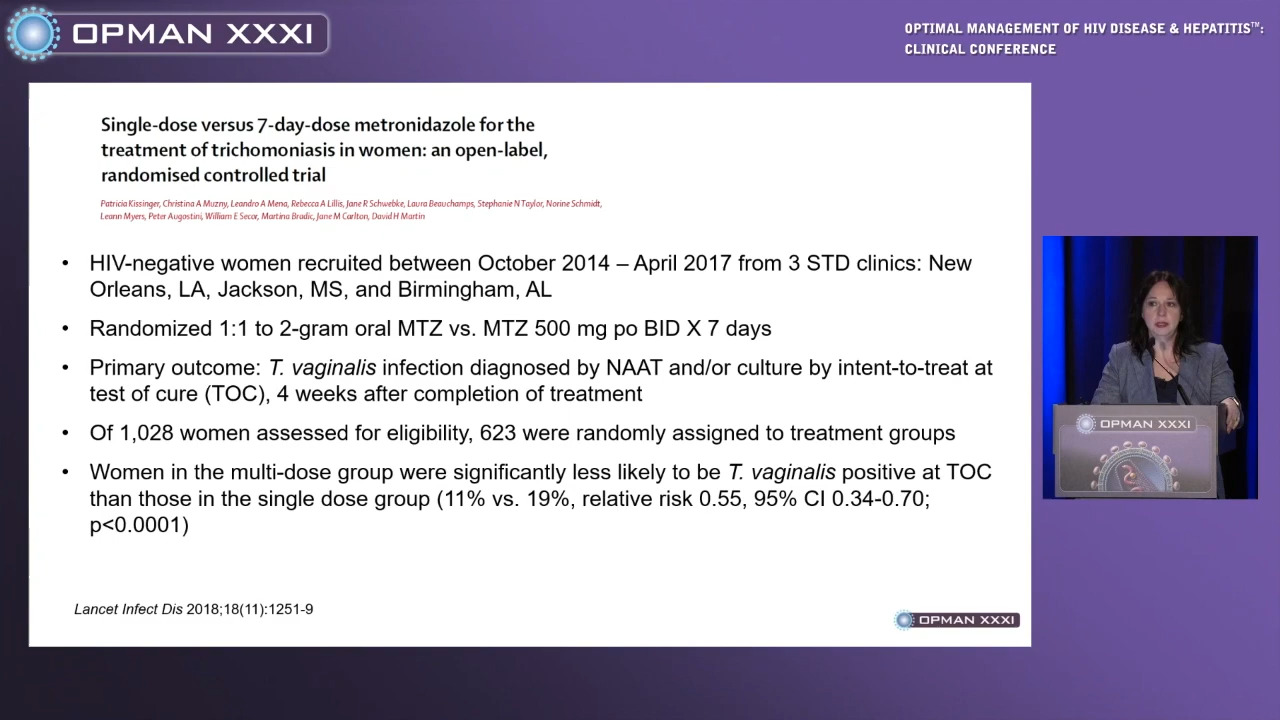 OPMAN XXXI
OPTIMAL MANAGEMENT OF HIV DISEASE & HEPATITIS™:
CLINICAL CONFERENCE
Single-dose versus 7-day-dose metronidazole for the
treatment of trichomoniasis in women: an open-label,
randomised controlled trial
Patricia Kissinger, Christina A Muzny, Leandro A Mena, Rebecca A Lillis, Jane R Schwebke, Laura Beauchamps, Stephanie N Taylor, Norine Schmidt,
Leann Myers, Peter Augostini, William E Secor, Martina Bradic, Jane M Carlton, David H Martin
• HIV-negative women recruited between October 2014 – April 2017 from 3 STD clinics: New
Orleans, LA, Jackson, MS, and Birmingham, AL
• Randomized 1:1 to 2-gram oral MTZ vs. MTZ 500 mg po BID X 7 days
• Primary outcome: T. vaginalis infection diagnosed by NAAT and/or culture by intent-to-treat at
test of cure (TOC), 4 weeks after completion of treatment
• Of 1,028 women assessed for eligibility, 623 were randomly assigned to treatment groups
• Women in the multi-dose group were significantly less likely to be T. vaginalis positive at TOC
than those in the single dose group (11% vs. 19%, relative risk 0.55, 95% CI 0.34-0.70;
p<0.0001)
Lancet Infect Dis 2018;18(11):1251-9
OPMAN XXXI
OPMAN XXXI